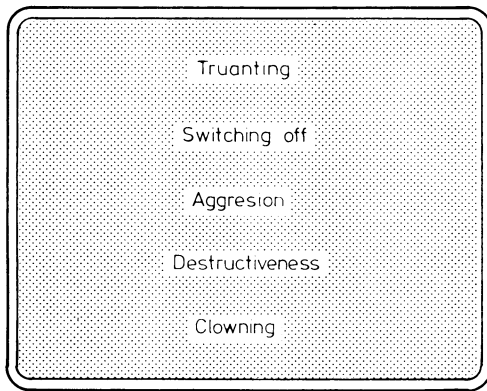 Truanting
Switching off
Aggresion
Destructiveness
Clowning